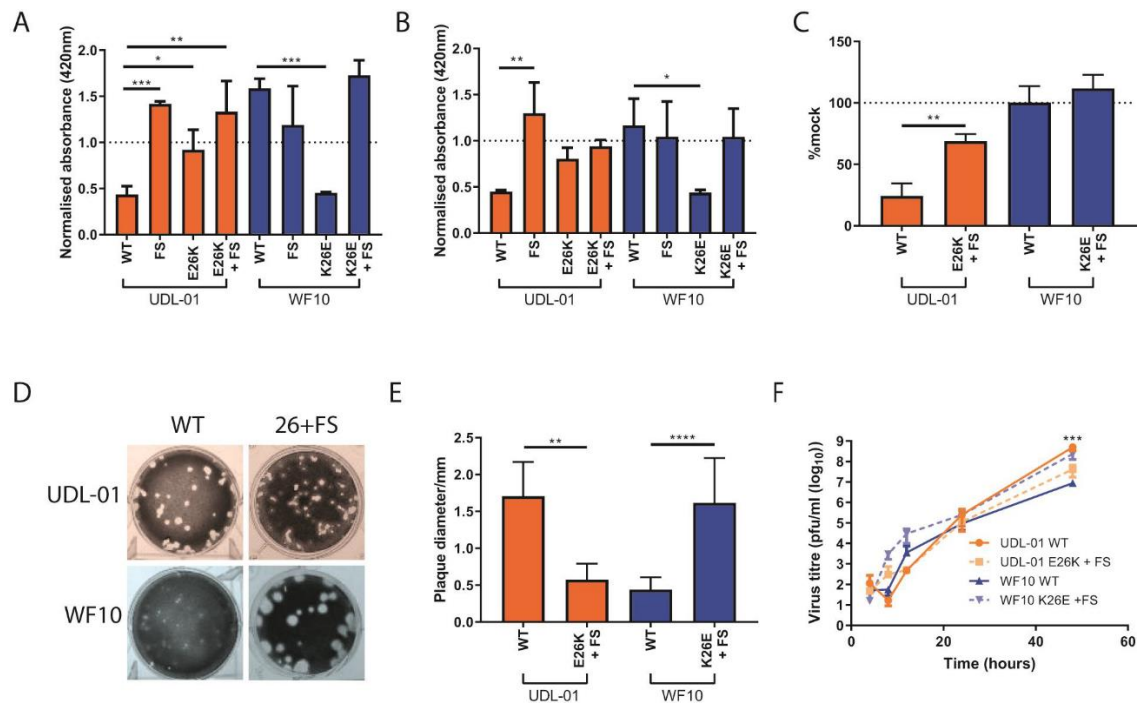 A
Normalised absorbance (420nm)
2.0
1.5
1.0
0.5
0.0
**
*
***
***
WT
FS
E26K
E26K + FS
WT
FS
K26E
K26E + FS
UDL-01
WF10
B
Normalised absorbance (420nm)
2.0
1.5
1.0
0.5
0.0
**
*
WT
FS
E26K
E26K + FS
WT
FS
K26E
K26E + FS
UDL-01
WF10
C
%mock
150
100
50
0
**
WT
E26K + FS
WT
K26E + FS
UDL-01
WF10
D
WT
26+FS
UDL-01
WF10
E
Plaque diameter/mm
2.5
2.0
1.5
1.0
0.5
0.0
**
****
WT
E26K + FS
WT
K26E + FS
UDL-01
WF10
F
Virus titre (pfu/ml (log10))
9
8
7
6
5
4
3
2
1
0
***
UDL-01 WT
UDL-01 E26K + FS
WF10 WT
WF10 K26E +FS
0
20
40
60
Time (hours)